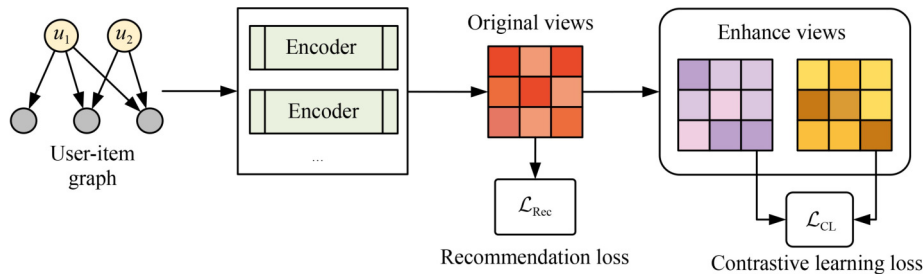 u1
u2
User-item
graph
Encoder
Encoder
...
Original views
ℒRec
Recommendation loss
Enhance views
ℒCL
Contrastive learning loss